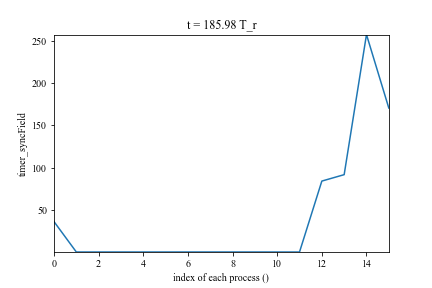 t = 185.98 T_r
250
200
150
100
50
timer_syncField
0 2 4 6 8 10 12 14
index of each process ()